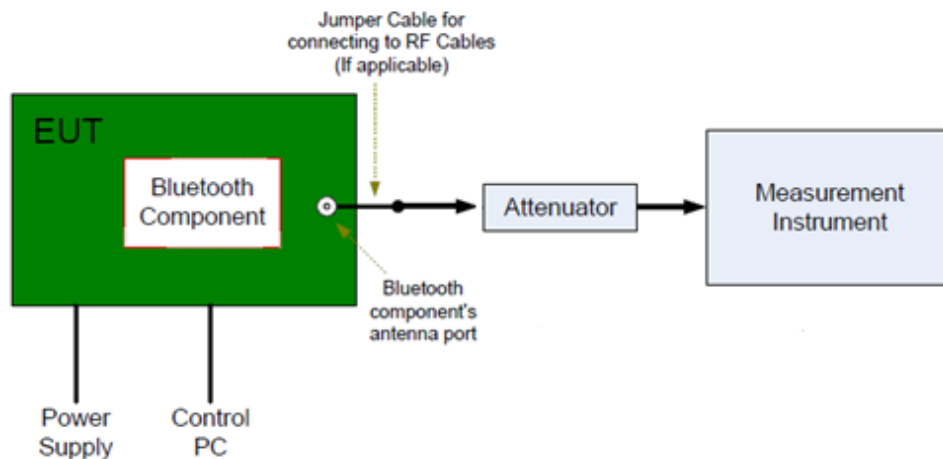 Jumper Cable for
connecting to RF Cables
(If applicable)
EUT
Bluetooth
Component
Attenuator
Measurement
Instrument
Bluetooth
component's
antenna port
Power
Supply
Control
PC